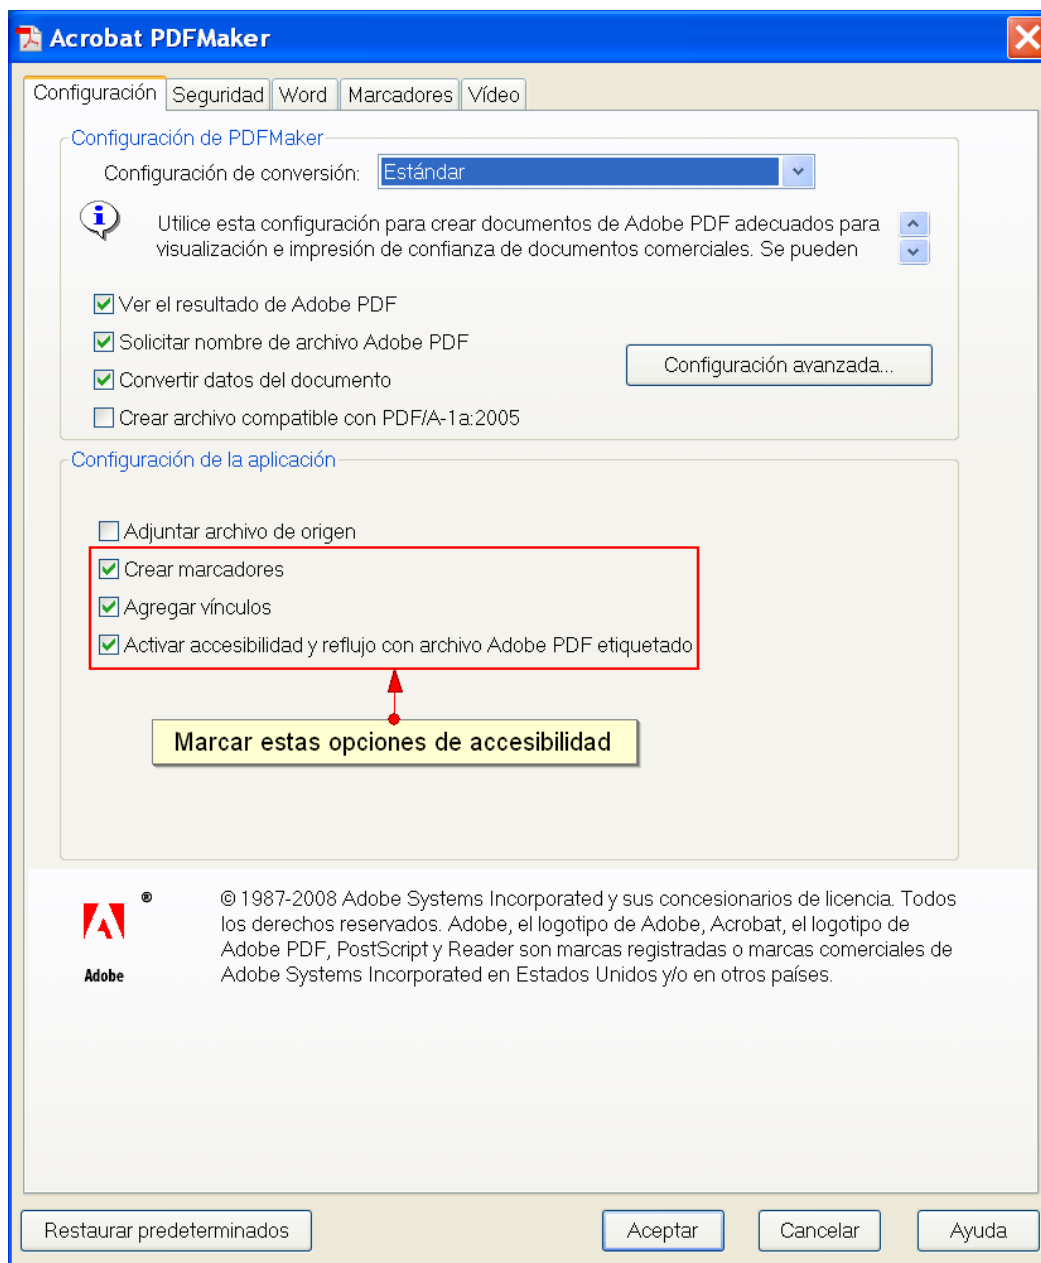 Acrobat PDFMaker
Configuración Seguridad Word Marcadores Vídeo
Configuración de PDFMaker
Configuración de conversión: Estándar
Utilice esta configuración para crear documentos de Adobe PDF adecuados para
visualización e impresión de confianza de documentos comerciales. Se pueden
Ver el resultado de Adobe PDF
Solicitar nombre de archivo Adobe PDF
Configuración avanzada...
Convertir datos del documento
Crear archivo compatible con PDF/A-1a:2005
Configuración de la aplicación
Adjuntar archivo de origen
Crear marcadores
Agregar vínculos
Activar accesibilidad y reflujo con archivo Adobe PDF etiquetado
Marcar estas opciones de accesibilidad
®
Adobe
© 1987-2008 Adobe Systems Incorporated y sus concesionarios de licencia. Todos
los derechos reservados. Adobe, el logotipo de Adobe, Acrobat, el logotipo de
Adobe PDF, PostScript y Reader son marcas registradas o marcas comerciales de
Adobe Systems Incorporated en Estados Unidos y/o en otros países.
Restaurar predeterminados Aceptar Cancelar Ayuda